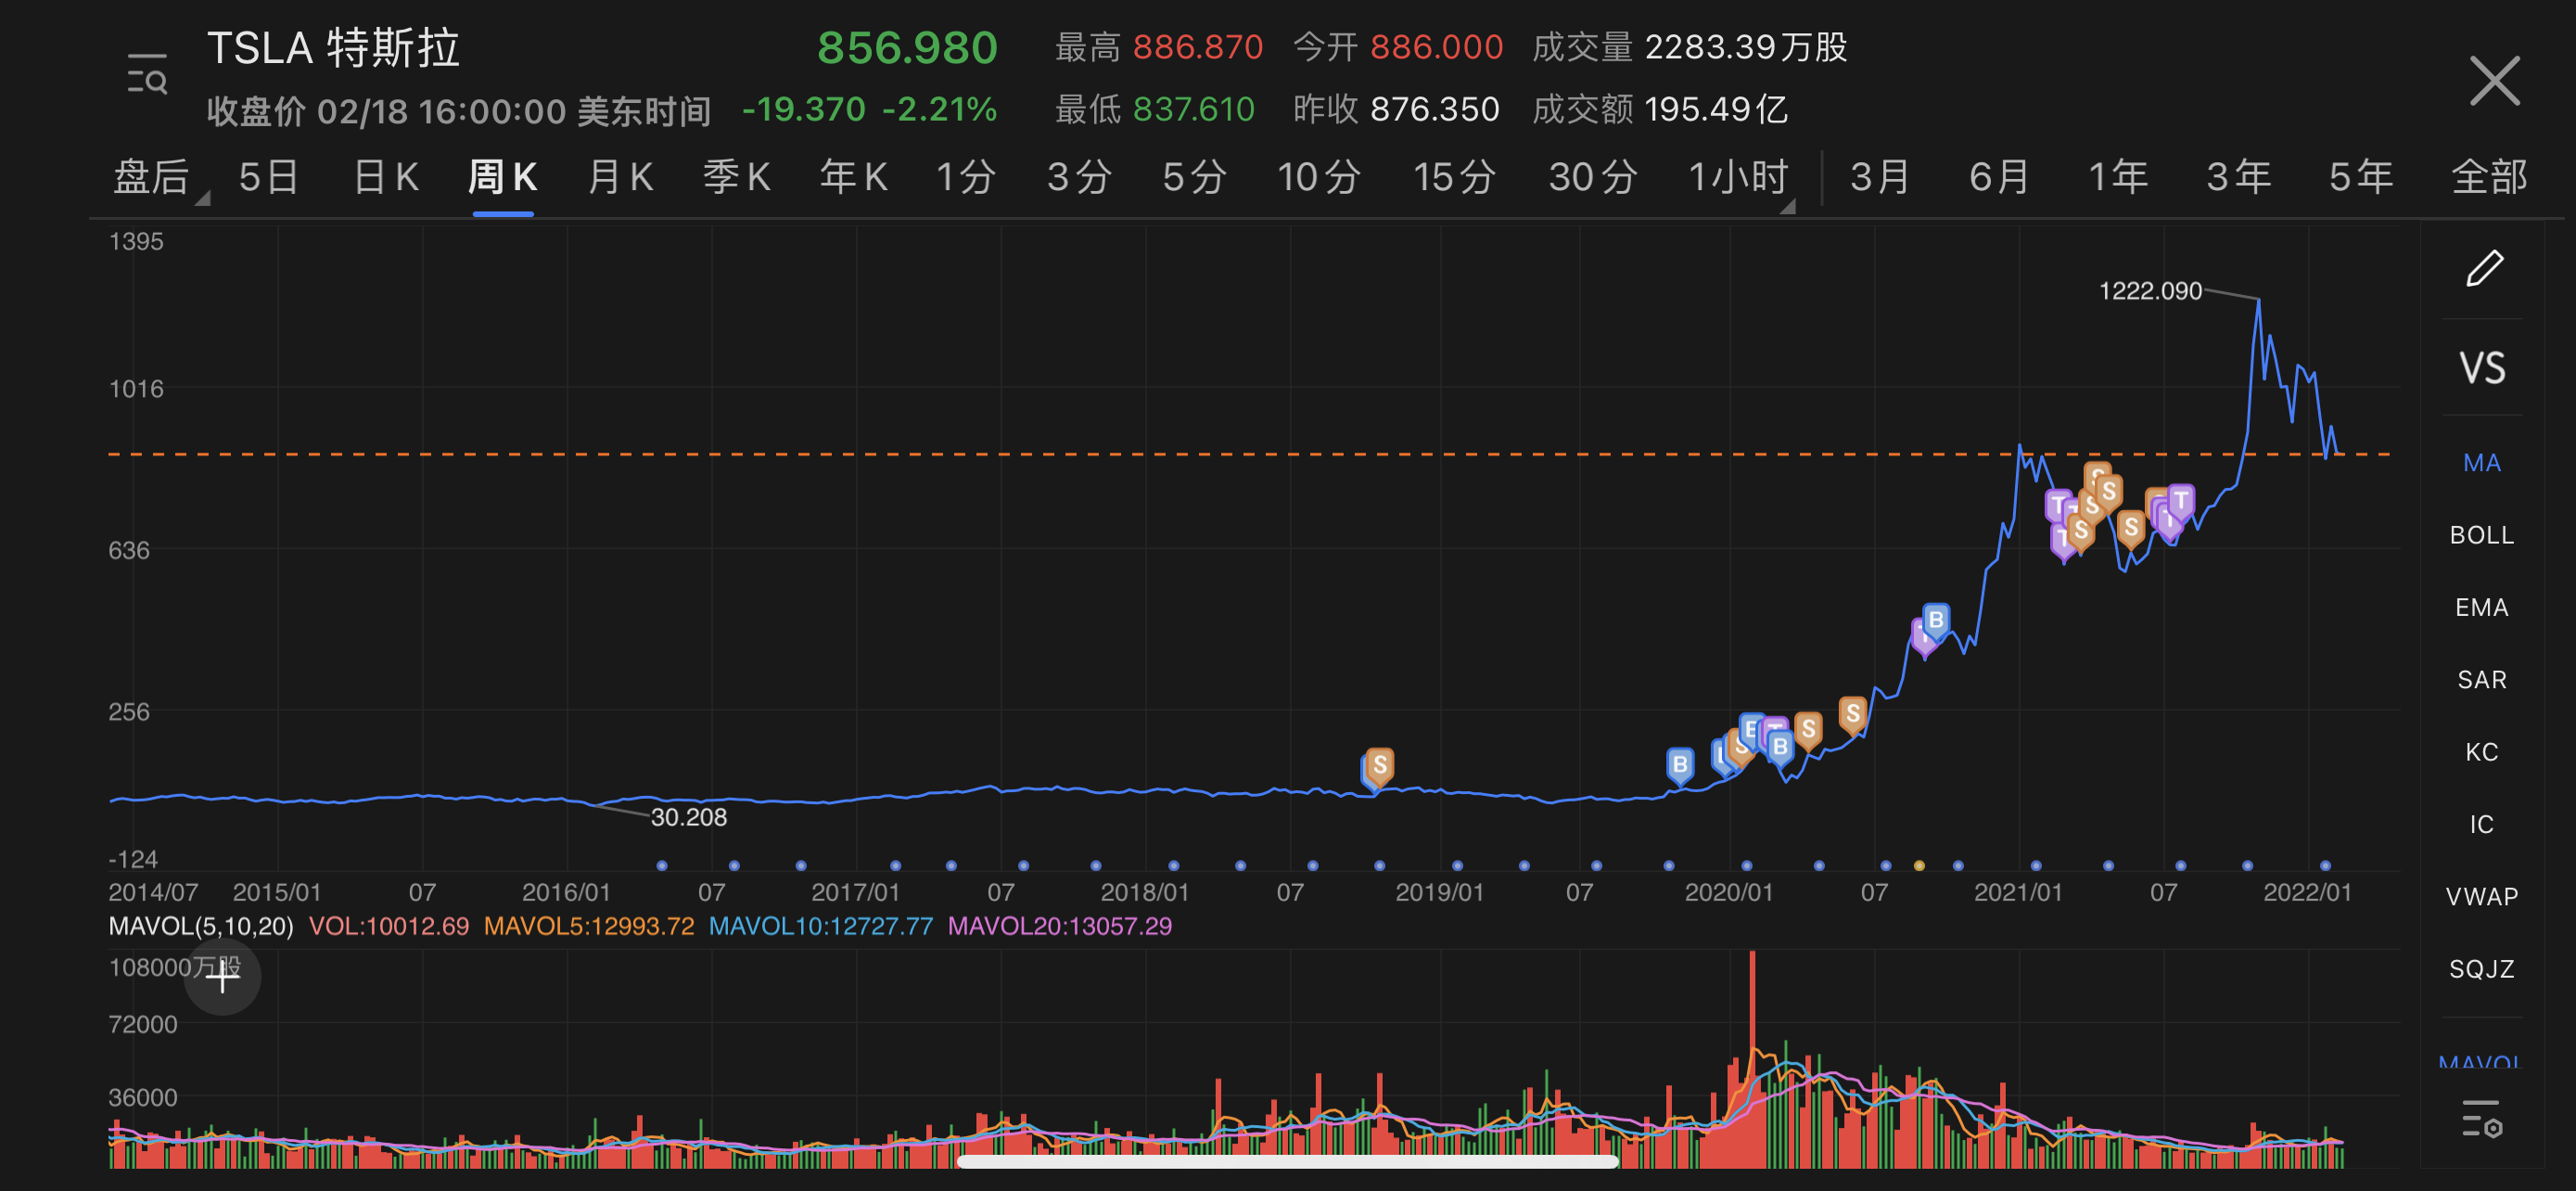 TSLA 特斯拉 856.980 最高 886.870 今开 886.000 成交量 2283.39万股
收盘价 02/18 16:00:00 美东时间 -19.370 -2.21% 最低 837.610 昨收 876.350 成交额 195.49亿
盘后 5日 日K 周K 月K 季K 年K 1分 3分 5分 10分 15分 30分 1小时 3月 6月 1年 3年 5年 全部
1395
1222.090
VS
1016
MA
S
T S
T S T
S S T
BOLL
636
EMA
B
SAR
256
S
S
B
KC
S
B
30.208
IC
-124
2014/07 2015/01 07 2016/01 07 2017/01 07 2018/01 07 2019/01 07 2020/01 07 2021/01 07 2022/01
VWAP
MAVOL(5,10,20) VOL:10012.69 MAVOL5:12993.72 MAVOL10:12727.77 MAVOL20:13057.29
108000万股
SQJZ
72000
MAVOL
36000